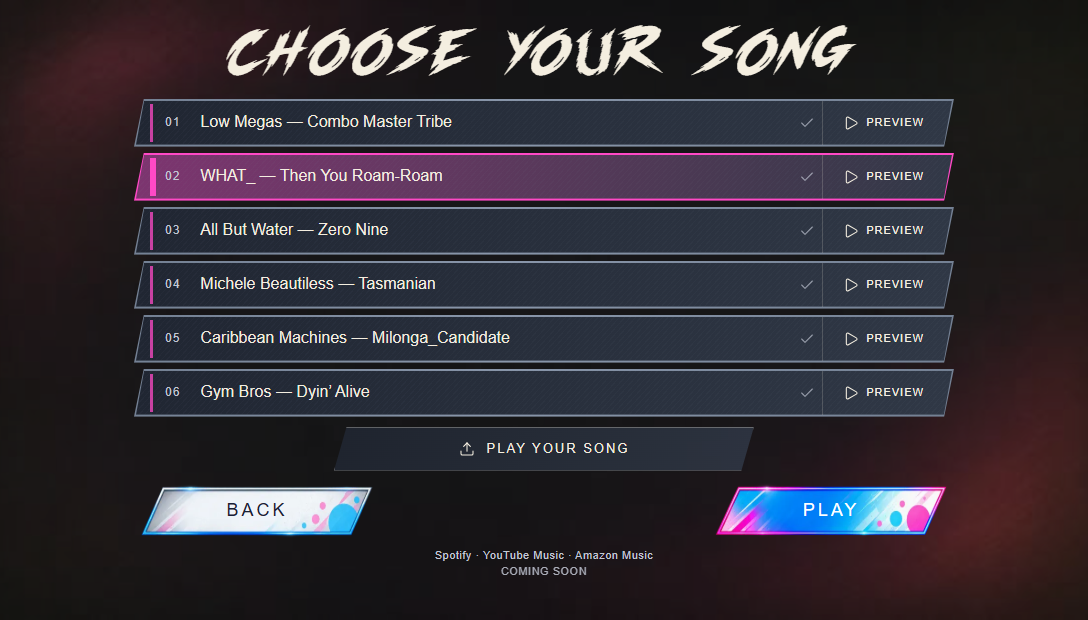 CHOOSE YOUR SONG
01 Low Megas — Combo Master Tribe PREVIEW
02 WHAT_ — Then You Roam-Roam PREVIEW
03 All But Water — Zero Nine PREVIEW
04 Michele Beautiless — Tasmanian PREVIEW
05 Caribbean Machines — Milonga_Candidate PREVIEW
06 Gym Bros — Dyin’ Alive PREVIEW
PLAY YOUR SONG
BACK PLAY
Spotify · YouTube Music · Amazon Music
COMING SOON